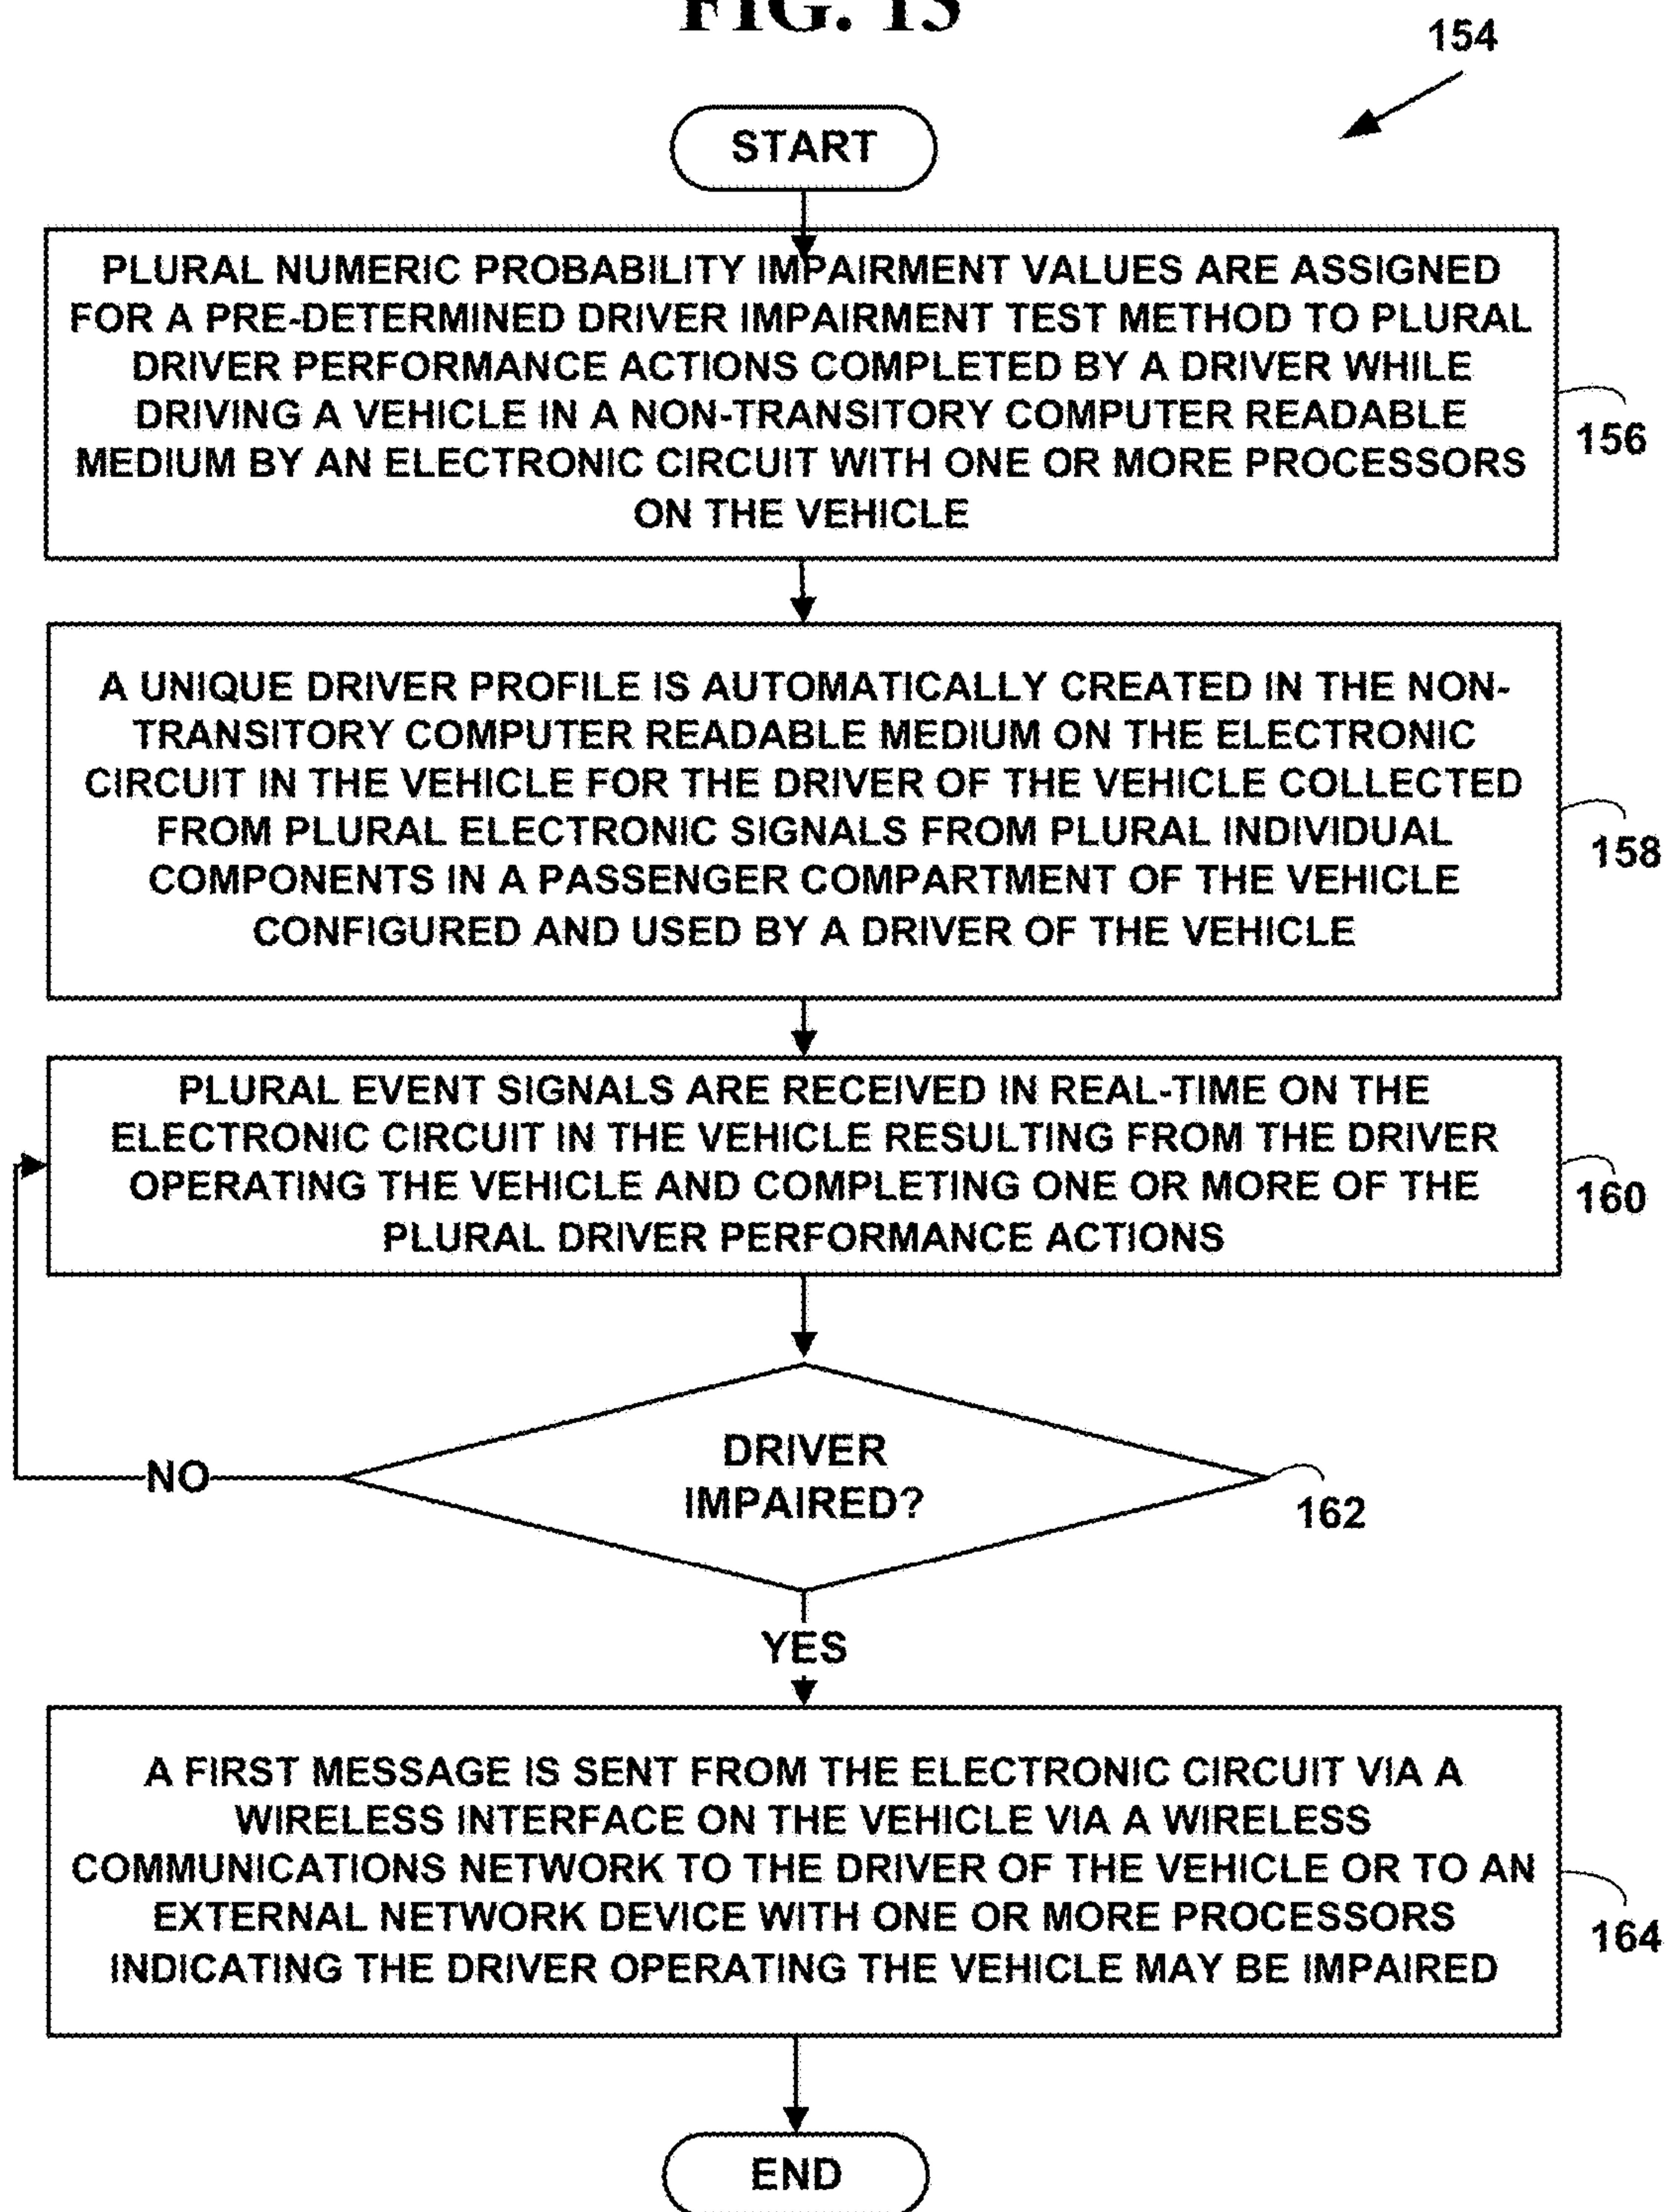 FIG. 13
154
START
PLURAL NUMERIC PROBABILITY IMPAIRMENT VALUES ARE ASSIGNED
FOR A PRE-DETERMINED DRIVER IMPAIRMENT TEST METHOD TO PLURAL
DRIVER PERFORMANCE ACTIONS COMPLETED BY A DRIVER WHILE
DRIVING A VEHICLE IN A NON-TRANSITORY COMPUTER READABLE
MEDIUM BY AN ELECTRONIC CIRCUIT WITH ONE OR MORE PROCESSORS
ON THE VEHICLE
156
A UNIQUE DRIVER PROFILE IS AUTOMATICALLY CREATED IN THE NON-
TRANSITORY COMPUTER READABLE MEDIUM ON THE ELECTRONIC
CIRCUIT IN THE VEHICLE FOR THE DRIVER OF THE VEHICLE COLLECTED
FROM PLURAL ELECTRONIC SIGNALS FROM PLURAL INDIVIDUAL
COMPONENTS IN A PASSENGER COMPARTMENT OF THE VEHICLE
CONFIGURED AND USED BY A DRIVER OF THE VEHICLE
158
PLURAL EVENT SIGNALS ARE RECEIVED IN REAL-TIME ON THE
ELECTRONIC CIRCUIT IN THE VEHICLE RESULTING FROM THE DRIVER
OPERATING THE VEHICLE AND COMPLETING ONE OR MORE OF THE
PLURAL DRIVER PERFORMANCE ACTIONS
160
DRIVER
IMPAIRED?
NO
162
YES
A FIRST MESSAGE IS SENT FROM THE ELECTRONIC CIRCUIT VIA A
WIRELESS INTERFACE ON THE VEHICLE VIA A WIRELESS
COMMUNICATIONS NETWORK TO THE DRIVER OF THE VEHICLE OR TO AN
EXTERNAL NETWORK DEVICE WITH ONE OR MORE PROCESSORS
INDICATING THE DRIVER OPERATING THE VEHICLE MAY BE IMPAIRED
164
END